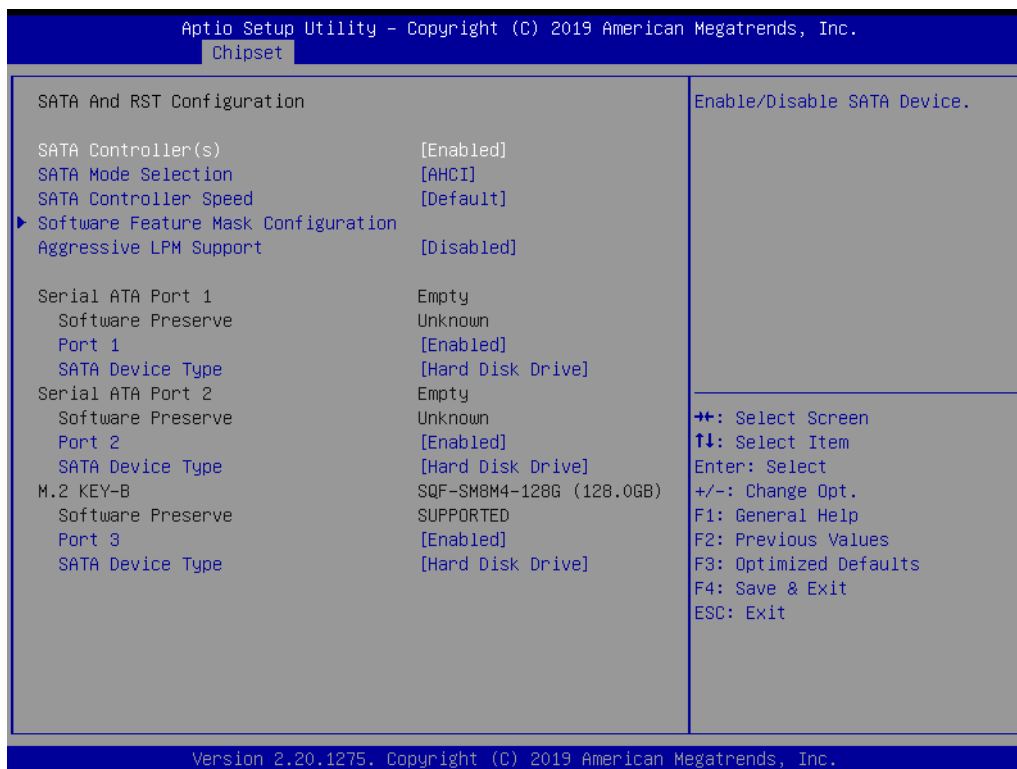 Aptio Setup Utility – Copyright (C) 2019 American Megatrends, Inc.
Chipset
SATA And RST Configuration
SATA Controller(s) [Enabled]
SATA Mode Selection [AHCI]
SATA Controller Speed [Default]
▶ Software Feature Mask Configuration
Aggressive LPM Support [Disabled]
Serial ATA Port 1 Empty
Software Preserve Unknown
Port 1 [Enabled]
SATA Device Type [Hard Disk Drive]
Serial ATA Port 2 Empty
Software Preserve Unknown
Port 2 [Enabled]
SATA Device Type [Hard Disk Drive]
M.2 KEY-B SQF-SM8M4-128G (128.0GB)
Software Preserve SUPPORTED
Port 3 [Enabled]
SATA Device Type [Hard Disk Drive]
Enable/Disable SATA Device.
→←: Select Screen
↑↓: Select Item
Enter: Select
+/-: Change Opt.
F1: General Help
F2: Previous Values
F3: Optimized Defaults
F4: Save & Exit
ESC: Exit
Version 2.20.1275. Copyright (C) 2019 American Megatrends, Inc.